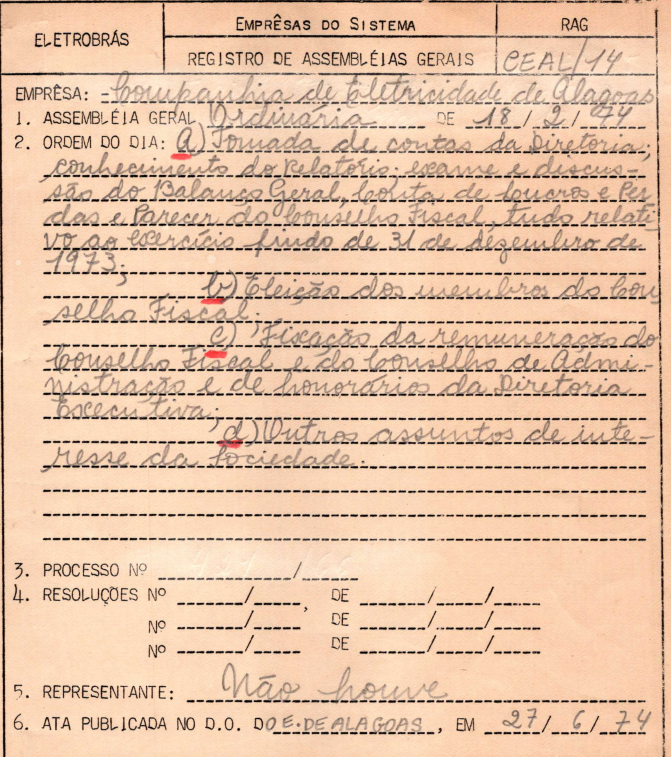 ELETROBRÁS
EMPRÊSAS DO SISTEMA
RAG
REGISTRO DE ASSEMBLÉIAS GERAIS
CEAL/14
EMPRÊSA: Companhia de Eletricidade de Alagoas
1. ASSEMBLÉIA GERAL Ordinária DE 18/2/74
2. ORDEM DO DIA: a) Tomada de contas da Diretoria;
conhecimento do Relatório; exame e discus-
são do Balanço Geral, Conta de Lucros e Per
das e Parecer do Conselho Fiscal, tudo relati
vo ao exercício findo de 31 de dezembro de
1973;
b) Eleição dos membros do Con
selho Fiscal;
c) Fixação da remuneração do
Conselho Fiscal e do Conselho de Admi-
nistração e de honorários da Diretoria
Executiva;
d) Outros assuntos de inte-
resse da Sociedade.
3. PROCESSO Nº /
4. RESOLUÇÕES Nº / , DE / /
Nº / DE / /
Nº / DE / /
5. REPRESENTANTE: Não houve
6. ATA PUBLICADA NO D.O. DO E. DE ALAGOAS, EM 27/6/74